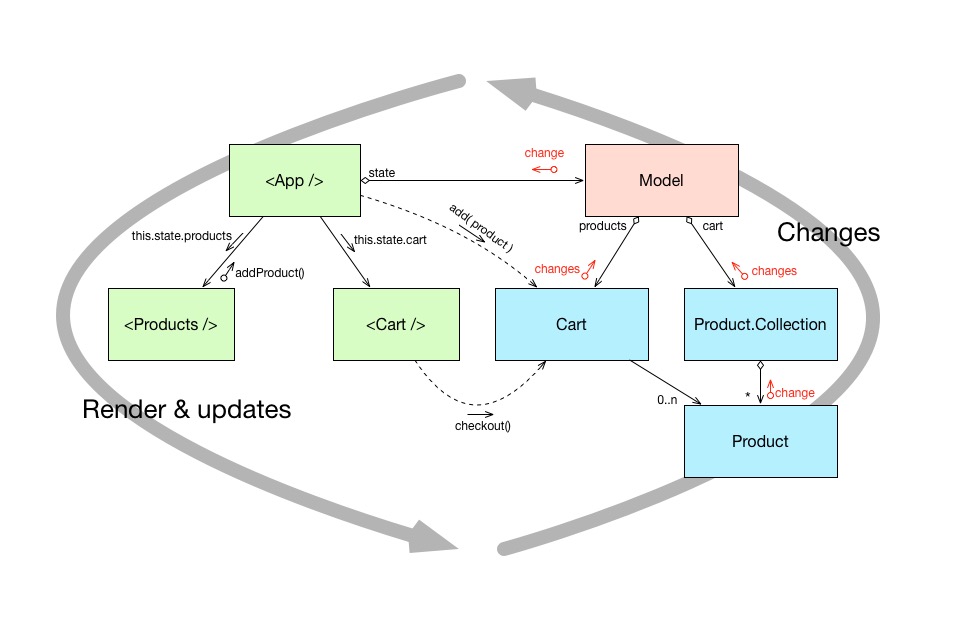 change
<App />
state
Model
add( product )
products
cart
this.state.products
this.state.cart
Changes
addProduct()
changes
changes
<Products />
<Cart />
Cart
Product.Collection
Render & updates
0..n
*
change
checkout()
Product